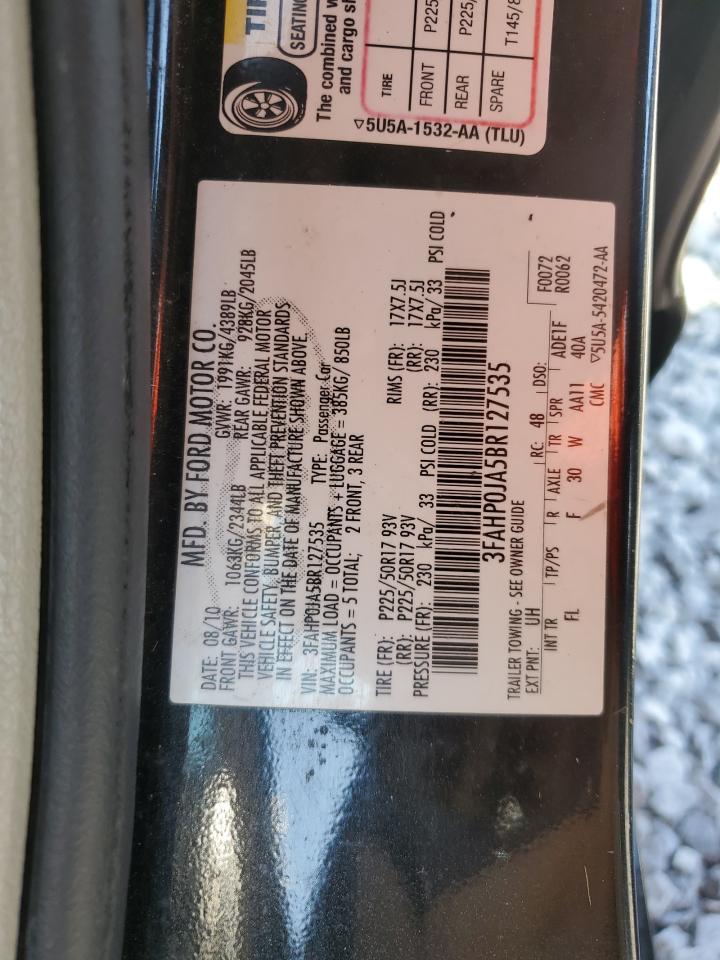 MFD. BY FORD MOTOR CO.
DATE: 08/10 GVWR: 1991KG/4389LB
FRONT GAWR: 1063KG/2344LB REAR GAWR: 928KG/2045LB
THIS VEHICLE CONFORMS TO ALL APPLICABLE FEDERAL MOTOR
VEHICLE SAFETY, BUMPER, AND THEFT PREVENTION STANDARDS
IN EFFECT ON THE DATE OF MANUFACTURE SHOWN ABOVE.
VIN: 3FAHP0JA5BR127535 TYPE: Passenger Car
MAXIMUM LOAD = OCCUPANTS + LUGGAGE = 385KG/ 850LB
OCCUPANTS = 5 TOTAL; 2 FRONT, 3 REAR
TIRE (FR): P225/50R17 93V RIMS (FR): 17X7.5J
(RR): P225/50R17 93V 17X7.5J
PRESSURE (FR): 230 kPa/ 33 PSI COLD (RR): 230 kPa/ 33 PSI COLD
3FAHP0JA5BR127535
TRAILER TOWING - SEE OWNER GUIDE F0072
EXT PNT: UH RC: 48 DSO: R0062
INT TR TP/PS R AXLE TR SPR ADE1F
FL F 30 W AA11 40A
CMC ▽5U5A-5420472-AA
TIR
SEATING
The combined w
and cargo sh
TIRE
FRONT P225
REAR P225/
SPARE T145/8
▽5U5A-1532-AA (TLU)